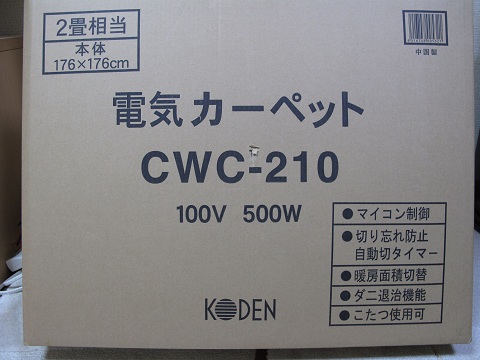 2畳相当
本体
176×176cm
中国製
電気カーペット
CWC-210
100V 500W
●マイコン制御
●切り忘れ防止
自動切タイマー
●暖房面積切替
●ダニ退治機能
●こたつ使用可
KODEN